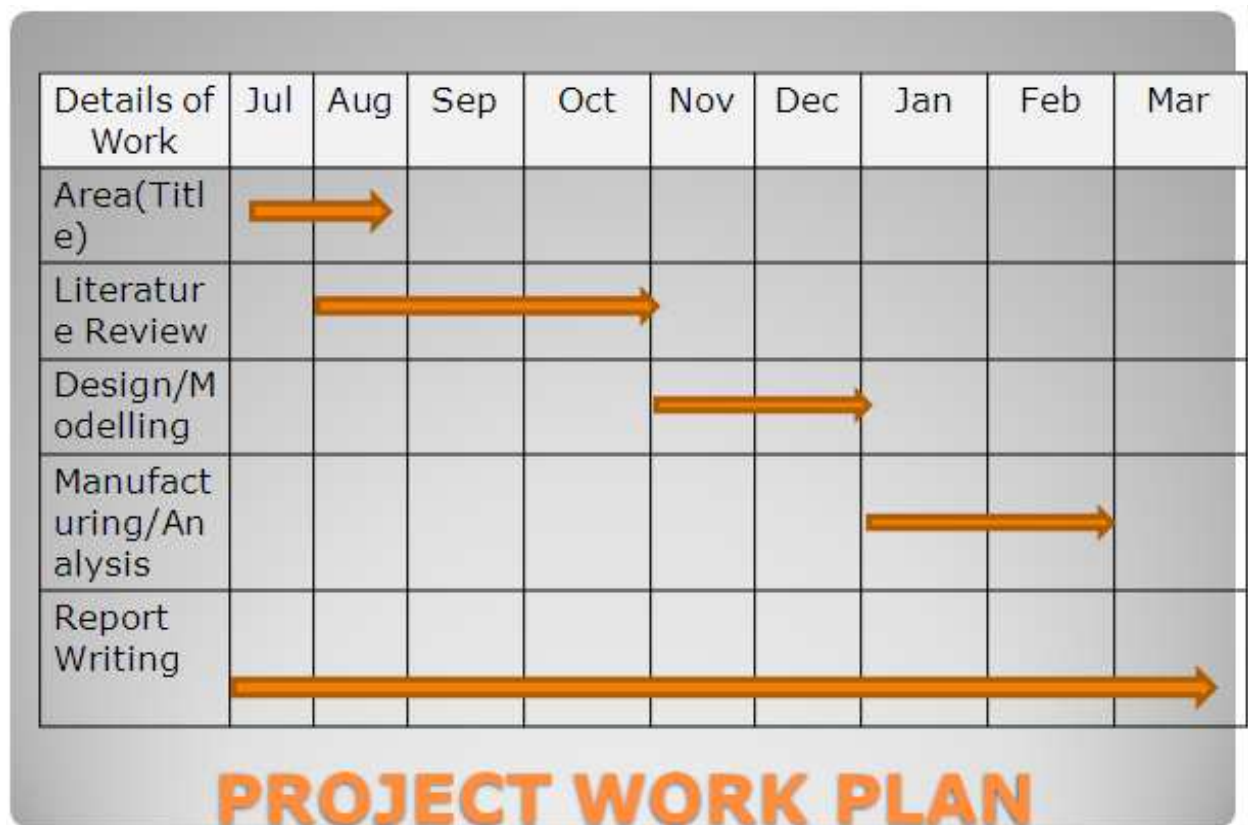 Details of Work Jul Aug Sep Oct Nov Dec Jan Feb Mar
Area(Titl
e)
Literatur
e Review
Design/M
odelling
Manufact
uring/An
alysis
Report
Writing
PROJECT WORK PLAN